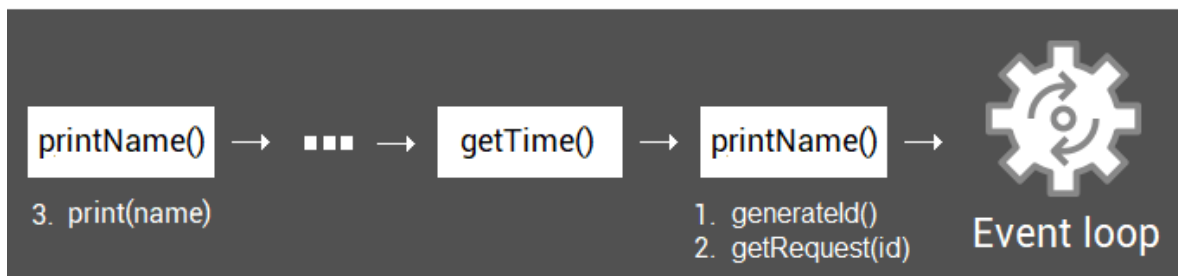 printName()
getTime()
printName()
3. print(name)
1. generateId()
2. getRequest(id)
Event loop